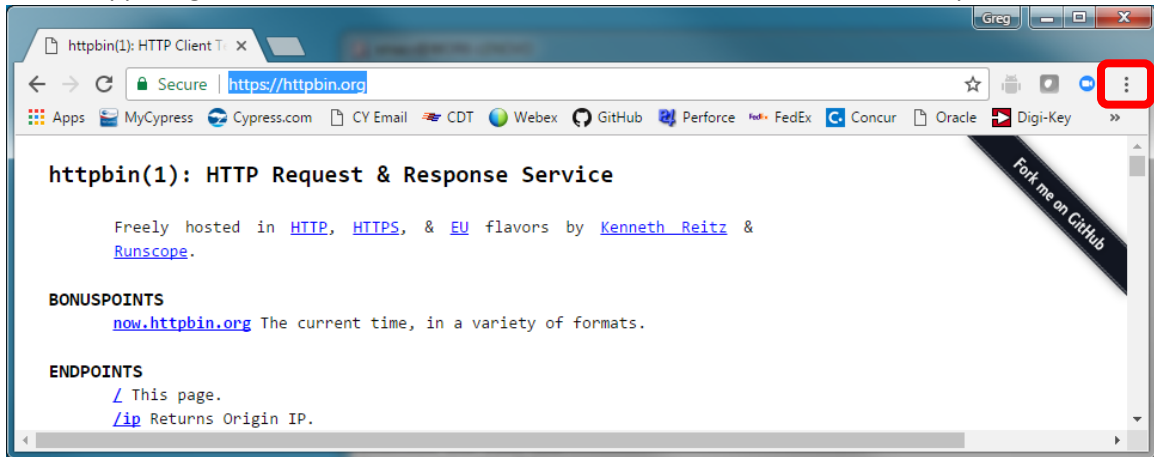 Greg
httpbin(1): HTTP Client T
Secure | https://httpbin.org
Apps MyCypress Cypress.com CY Email CDT Webex GitHub Perforce FedEx Concur Oracle Digi-Key »
httpbin(1): HTTP Request & Response Service
Fork me on GitHub
Freely hosted in HTTP, HTTPS, & EU flavors by Kenneth Reitz &
Runscope.
BONUSPOINTS
now.httpbin.org The current time, in a variety of formats.
ENDPOINTS
/ This page.
/ip Returns Origin IP.